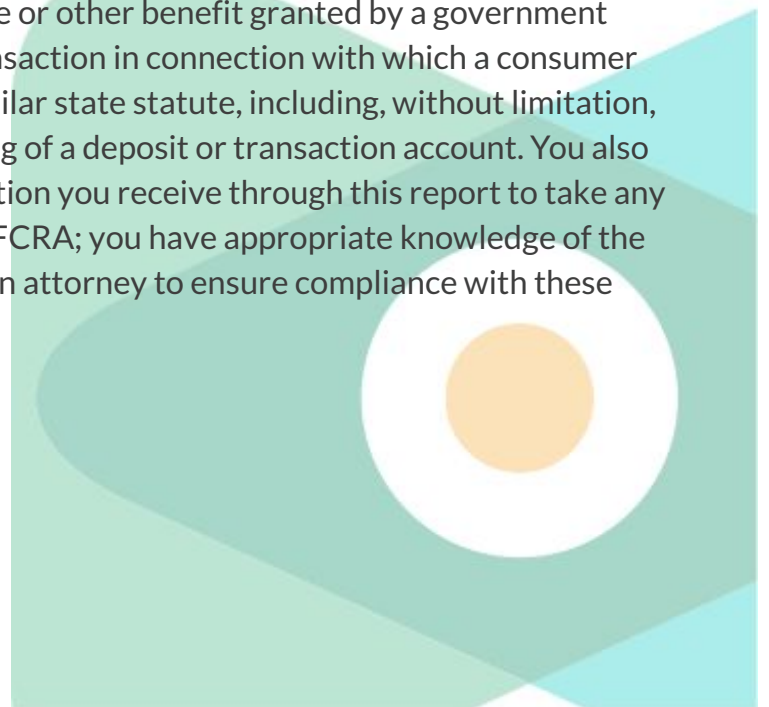 or other benefit granted by a government
saction in connection with which a consumer
ilar state statute, including, without limitation,
g of a deposit or transaction account. You also
tion you receive through this report to take any
FCRA; you have appropriate knowledge of the
n attorney to ensure compliance with these